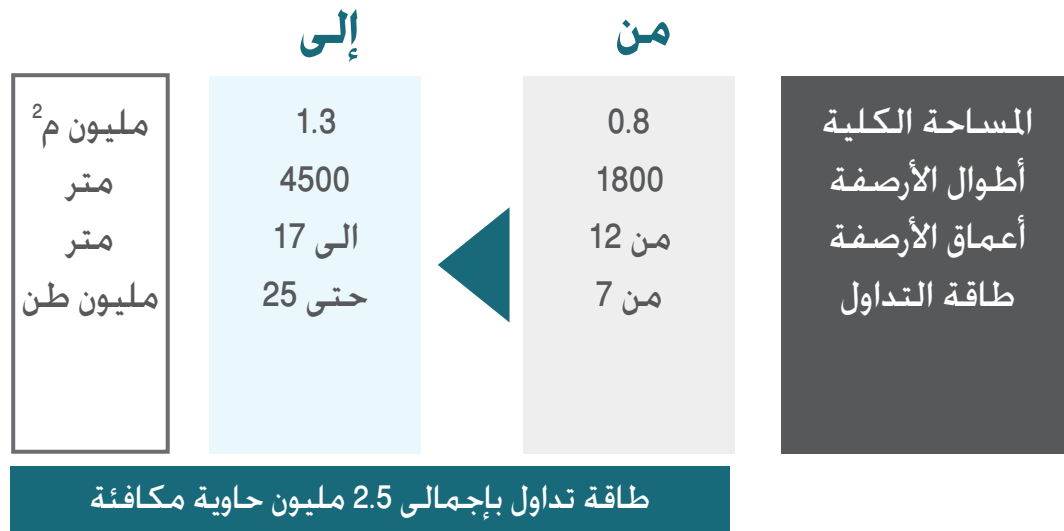 من إلى
المساحة الكلية 0.8 1.3 مليون م²
أطوال الأرصفة 1800 4500 متر
أعماق الأرصفة من 12 الى 17 متر
طاقة التداول من 7 حتى 25 مليون طن
طاقة تداول بإجمالى 2.5 مليون حاوية مكافئة